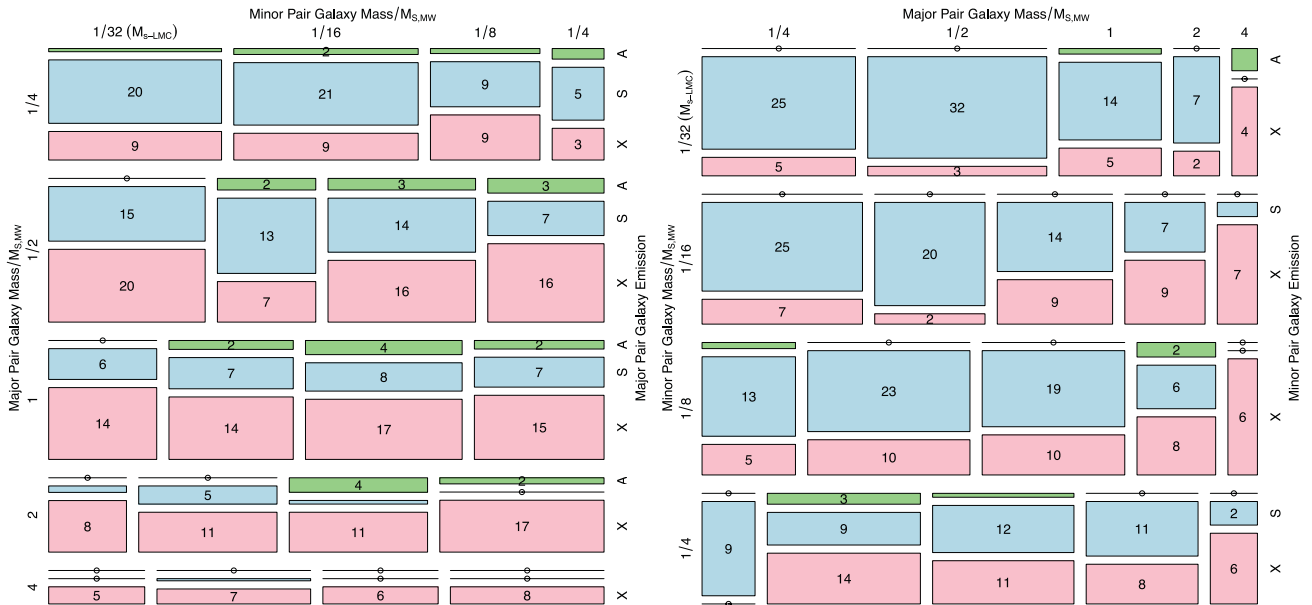 Minor Pair Galaxy Mass/M_S,MW
1/32 (M_s−LMC) 1/16 1/8 1/4
Major Pair Galaxy Mass/M_S,MW
Major Pair Galaxy Emission
1/4
2 A
20 21 9 5 S
9 9 9 3 X
1/2
2 3 3 A
15 13 14 7 S
20 7 16 16 X
1
2 4 2 A
6 7 8 7 S
14 14 17 15 X
2
4 2 A
5
8 11 11 17 X
4
5 7 6 8 X
Major Pair Galaxy Mass/M_S,MW
1/4 1/2 1 2 4
Minor Pair Galaxy Mass/M_S,MW
Minor Pair Galaxy Emission
1/32 (M_s−LMC)
A
25 32 14 7
5 3 5 2 4 X
1/16
S
25 20 14 7
7 2 9 9 7 X
1/8
2
13 23 19 6
5 10 10 8 6 X
1/4
3
9 9 12 11 2 S
14 11 8 6 X